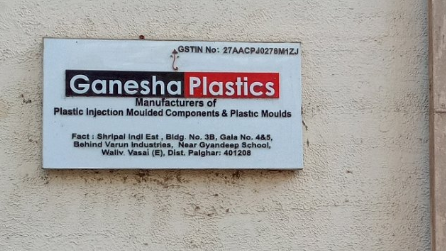 GSTIN No: 27AACPJ0278M1ZJ
Ganesha Plastics
Manufacturers of
Plastic Injection Moulded Components & Plastic Moulds
Fact : Shripal Indl Est , Bldg. No. 3B, Gala No. 4&5,
Behind Varun Industries, Near Gyandeep School,
Waliv, Vasai (E), Dist. Palghar: 401208